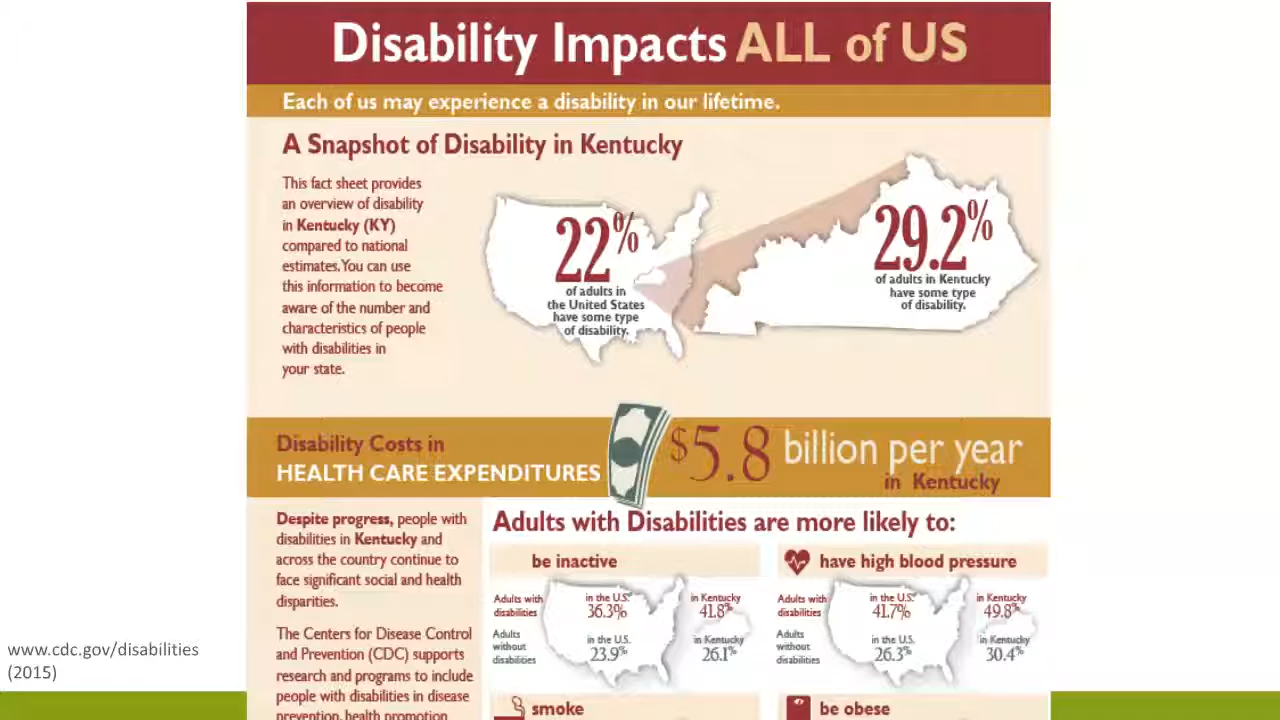 Disability Impacts ALL of US
Each of us may experience a disability in our lifetime.
A Snapshot of Disability in Kentucky
This fact sheet provides
an overview of disability
in Kentucky (KY)
compared to national
estimates. You can use
this information to become
aware of the number and
characteristics of people
with disabilities in
your state.
22%
of adults in
the United States
have some type
of disability.
29.2%
of adults in Kentucky
have some type
of disability.
Disability Costs in
HEALTH CARE EXPENDITURES
$5.8 billion per year
in Kentucky
Despite progress, people with
disabilities in Kentucky and
across the country continue to
face significant social and health
disparities.
The Centers for Disease Control
and Prevention (CDC) supports
research and programs to include
people with disabilities in disease
prevention, health promotion
Adults with Disabilities are more likely to:
be inactive
Adults with
disabilities
in the U.S.
36.3%
in Kentucky
41.8%
Adults
without
disabilities
in the U.S.
23.9%
in Kentucky
26.1%
have high blood pressure
Adults with
disabilities
in the U.S.
41.7%
in Kentucky
49.8%
Adults
without
disabilities
in the U.S.
26.3%
in Kentucky
30.4%
smoke
be obese
www.cdc.gov/disabilities
(2015)